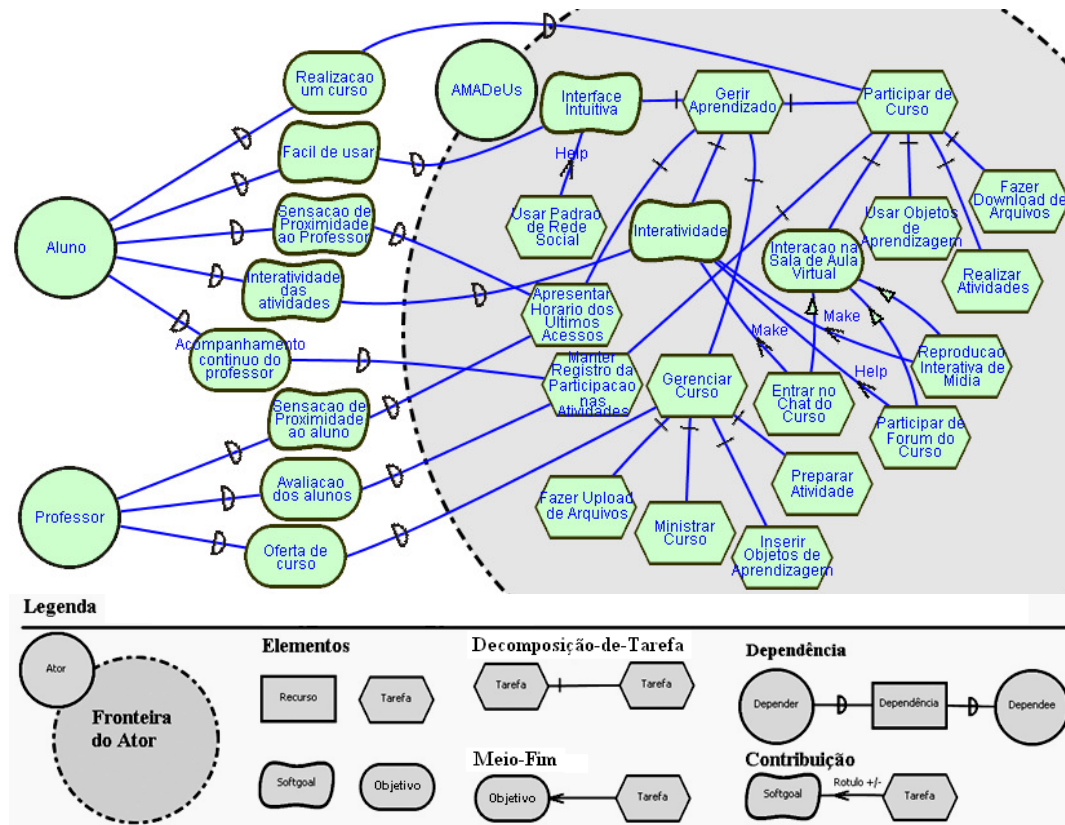 Realizacao
um curso
AMADeUs
Interface
Intuitiva
Gerir
Aprendizado
Participar de
Curso
Facil de usar
Help
Fazer
Download de
Arquivos
Aluno
Sensacao de
Proximidade
ao Professor
Usar Padrao
de Rede
Social
Interatividade
Usar Objetos
de
Aprendizagem
Interacao na
Sala de Aula
Virtual
Realizar
Atividades
Interatividade
das
atividades
Apresentar
Horario dos
Ultimos
Acessos
Make
Make
Acompanhamento
continuo do
professor
Manter
Registro da
Participacao nas
Atividades
Gerenciar
Curso
Entrar no
Chat do
Curso
Help
Reproducao
Interativa de
Midia
Sensacao de
Proximidade
ao aluno
Participar
de Forum do
Curso
Professor
Avaliacao
dos alunos
Preparar
Atividade
Fazer Upload
de Arquivos
Ministrar
Curso
Inserir
Objetos de
Aprendizagem
Oferta de
curso
Legenda
Elementos
Decomposição-de-Tarefa
Dependência
Ator
Fronteira
do Ator
Recurso
Tarefa
Tarefa
Tarefa
Depender
Dependência
Dependee
Softgoal
Objetivo
Meio-Fim
Objetivo
Tarefa
Contribuição
Softgoal
Rotulo +/-
Tarefa